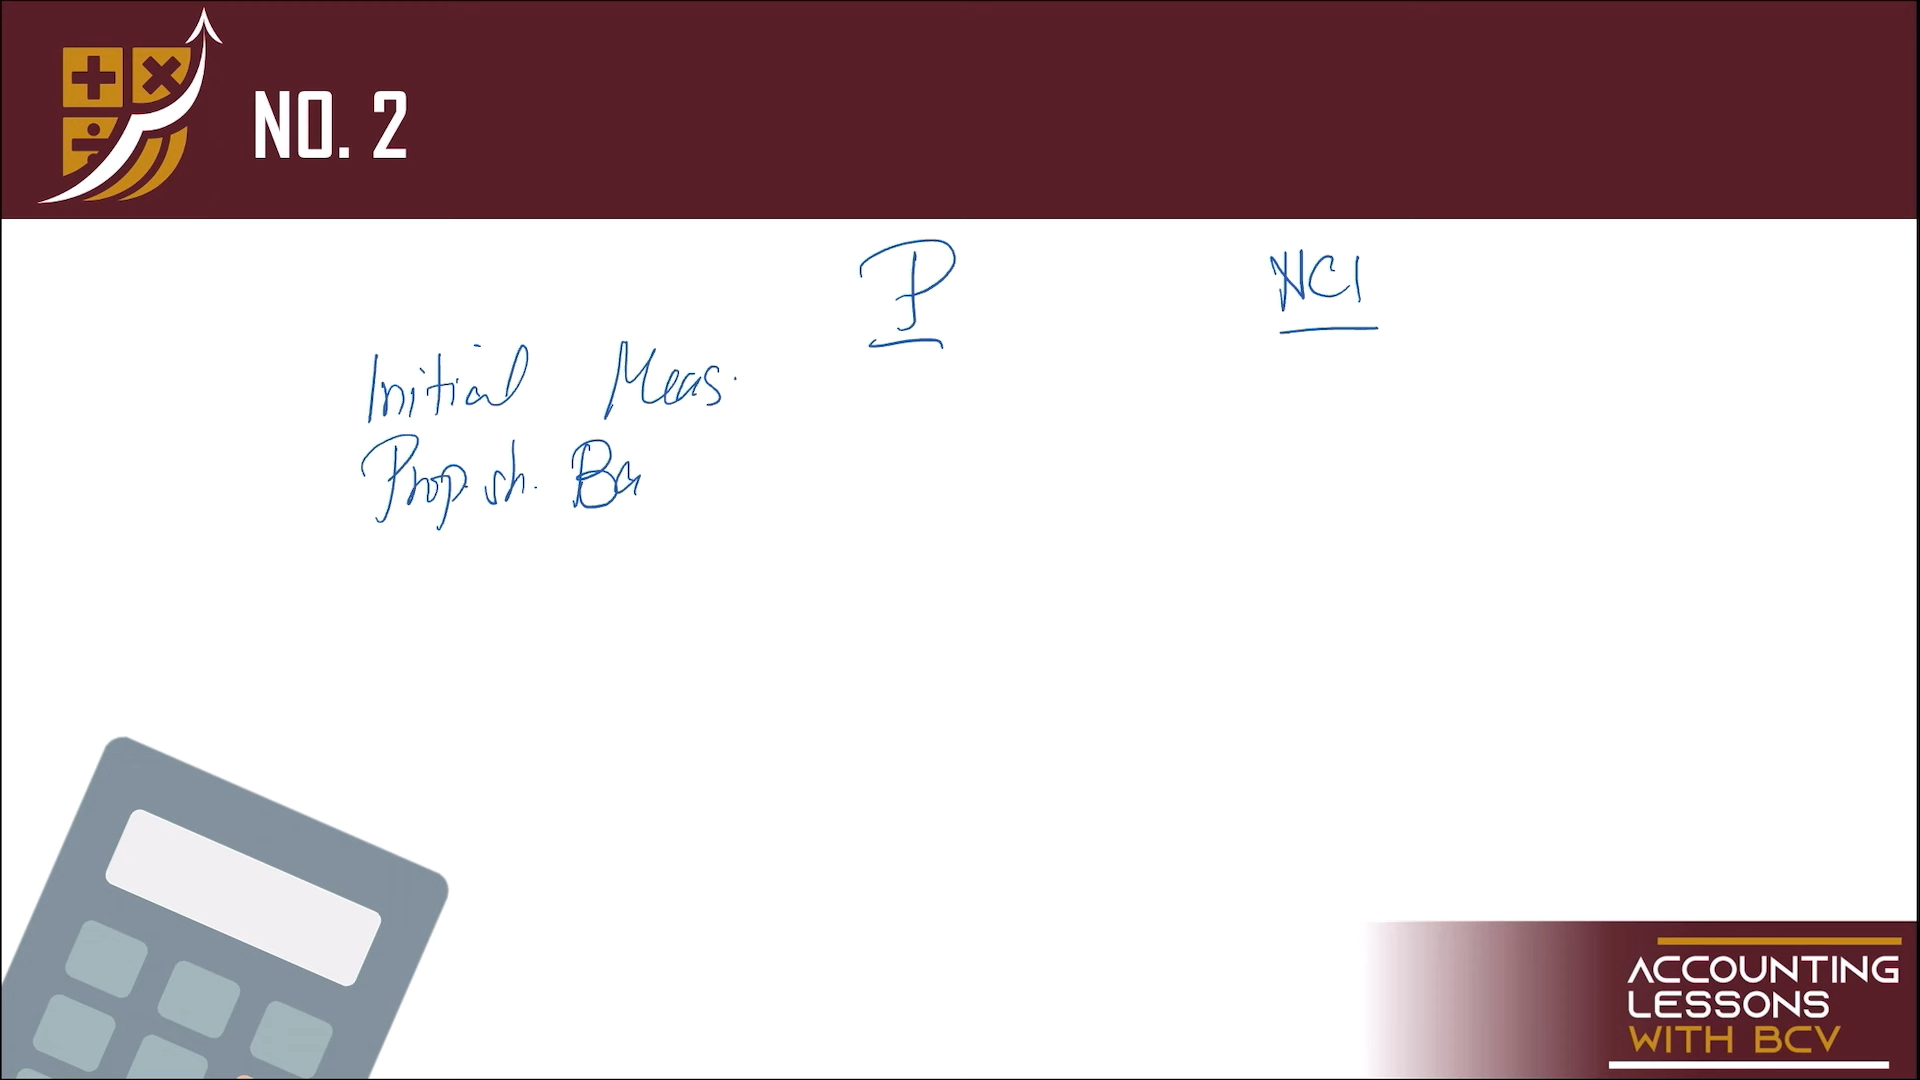 NO. 2
P NCI
Initial Meas.
Prop. sh. Ba
ACCOUNTING
LESSONS
WITH BCV